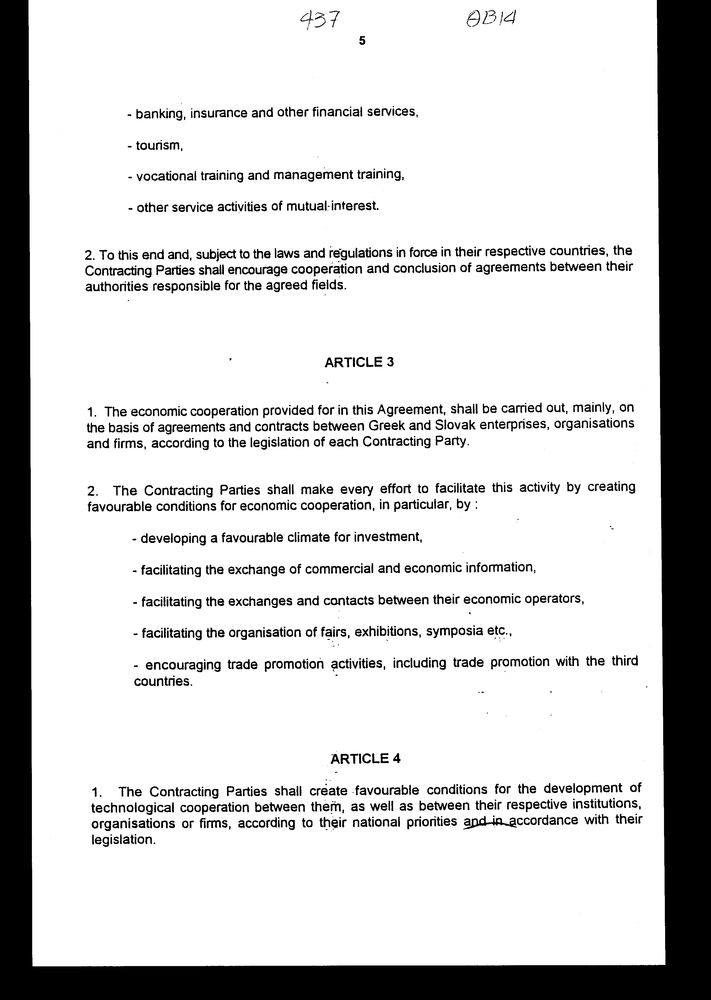 437 ΘB14
5
- banking, insurance and other financial services,
- tourism,
- vocational training and management training,
- other service activities of mutual interest.
2. To this end and, subject to the laws and regulations in force in their respective countries, the
Contracting Parties shall encourage cooperation and conclusion of agreements between their
authorities responsible for the agreed fields.
ARTICLE 3
1. The economic cooperation provided for in this Agreement, shall be carried out, mainly, on
the basis of agreements and contracts between Greek and Slovak enterprises, organisations
and firms, according to the legislation of each Contracting Party.
2. The Contracting Parties shall make every effort to facilitate this activity by creating
favourable conditions for economic cooperation, in particular, by :
- developing a favourable climate for investment,
- facilitating the exchange of commercial and economic information,
- facilitating the exchanges and contacts between their economic operators,
- facilitating the organisation of fairs, exhibitions, symposia etc.,
- encouraging trade promotion activities, including trade promotion with the third
countries.
ARTICLE 4
1. The Contracting Parties shall create favourable conditions for the development of
technological cooperation between them, as well as between their respective institutions,
organisations or firms, according to their national priorities and in accordance with their
legislation.